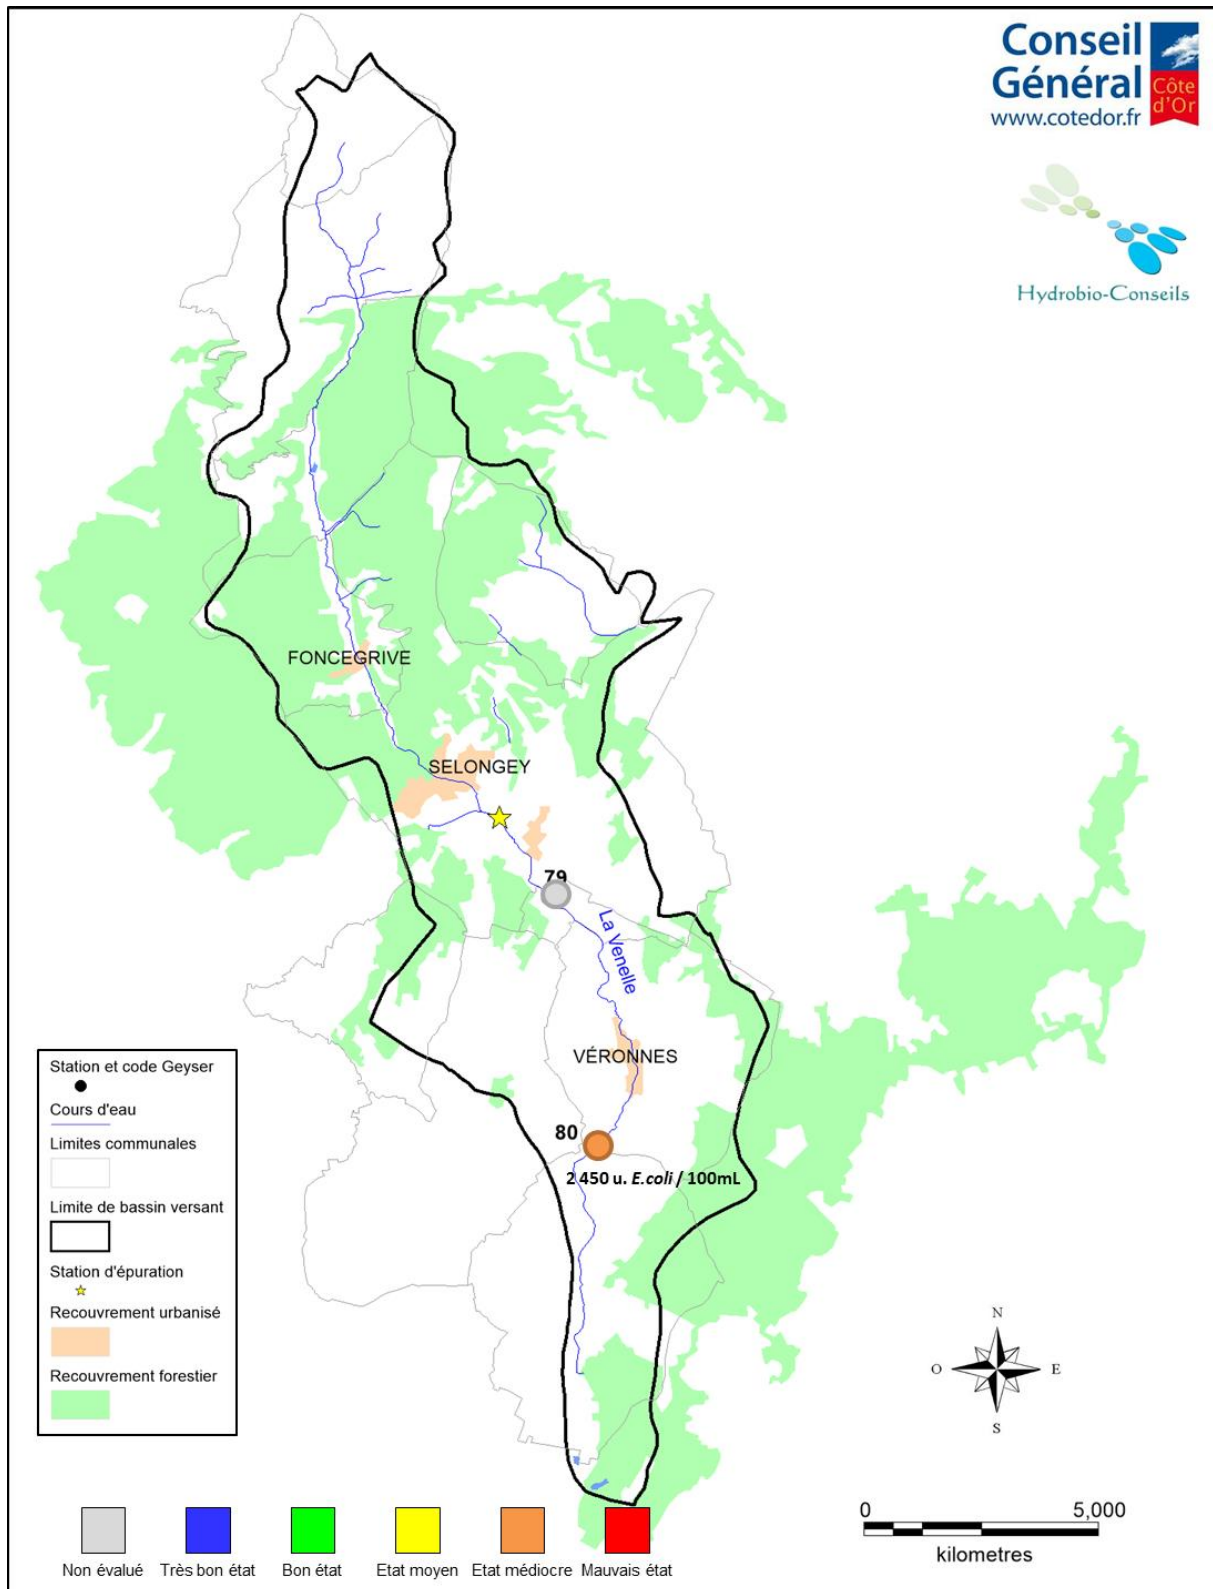 Conseil
Général
www.cotedor.fr
Côte
d'Or
Hydrobio-Conseils
FONCEGRIVE
SELONGEY
79
La Venelle
VÉRONNES
80
2 450 u. E.coli / 100mL
Station et code Geyser
Cours d'eau
Limites communales
Limite de bassin versant
Station d'épuration
Recouvrement urbanisé
Recouvrement forestier
N
O
E
S
0 5,000
kilometres
Non évalué Très bon état Bon état Etat moyen Etat médiocre Mauvais état